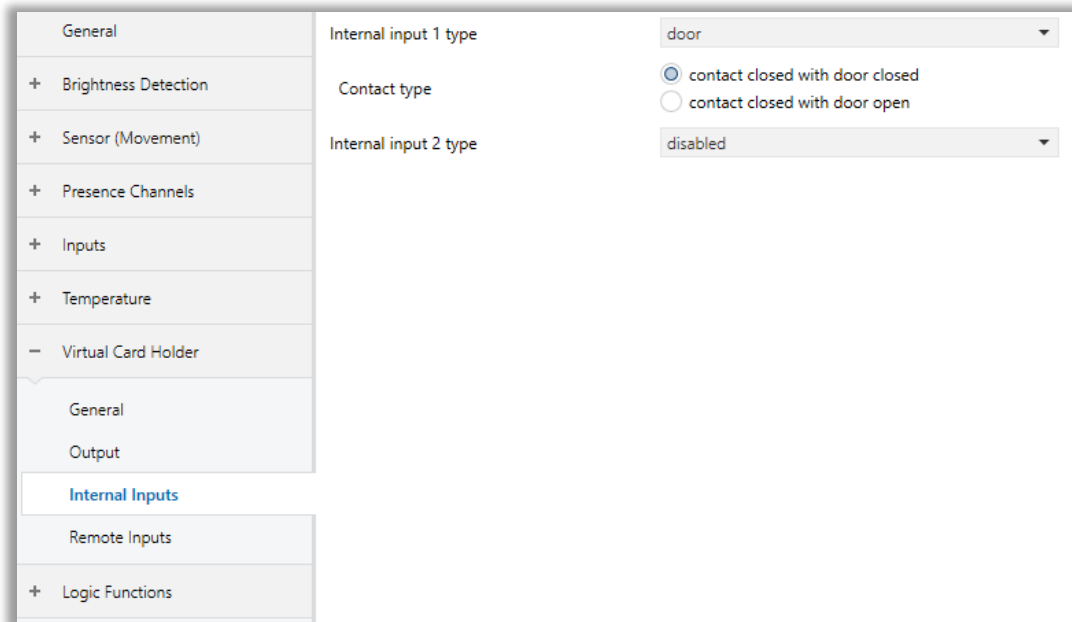 General
+ Brightness Detection
+ Sensor (Movement)
+ Presence Channels
+ Inputs
+ Temperature
− Virtual Card Holder
General
Output
Internal Inputs
Remote Inputs
+ Logic Functions
Internal input 1 type
door
Contact type
contact closed with door closed
contact closed with door open
Internal input 2 type
disabled